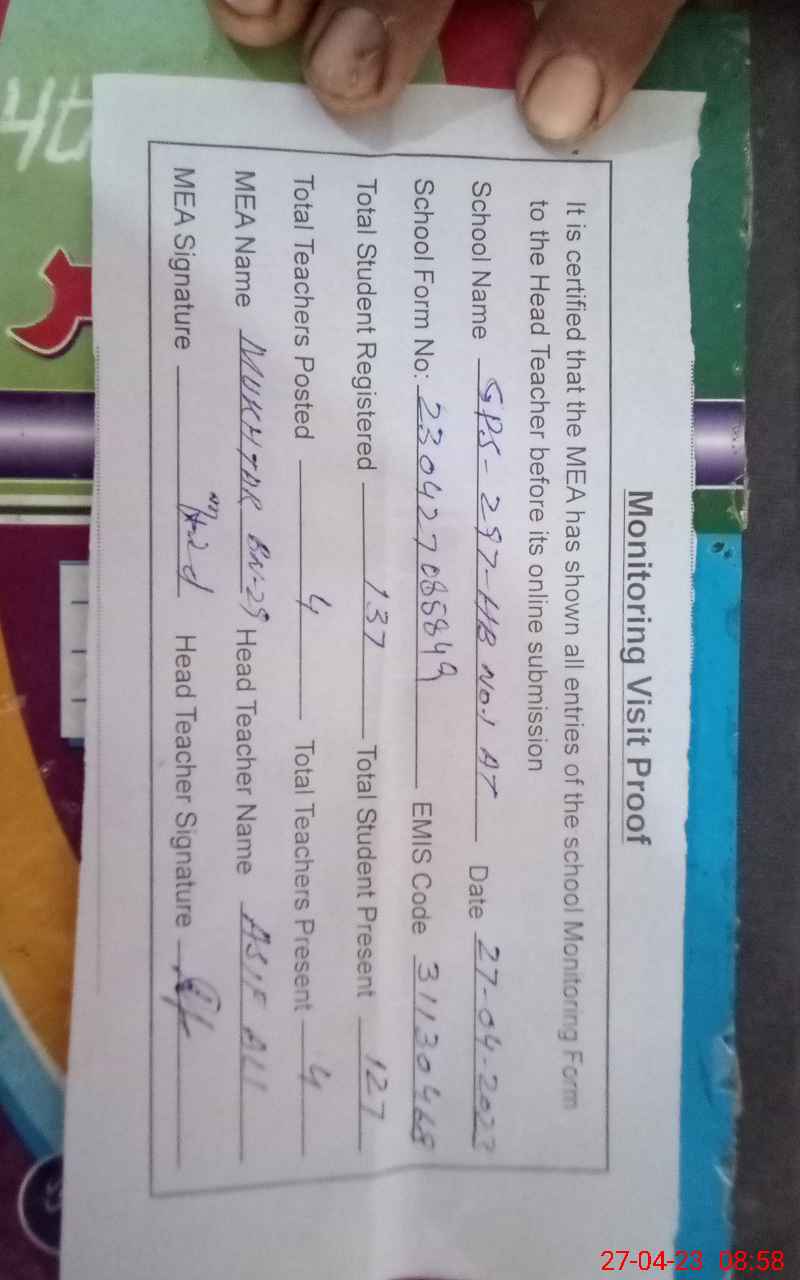 Monitoring Visit Proof
It is certified that the MEA has shown all entries of the school Monitoring Form
to the Head Teacher before its online submission
School Name GPS-297-HB No.1 AT Date 27-04-2023
School Form No: 230427085849 EMIS Code 31130468
Total Student Registered 137 Total Student Present 127
Total Teachers Posted 4 Total Teachers Present 4
MEA Name MUKHTAR BN-29 Head Teacher Name ASIF ALI
MEA Signature Head Teacher Signature
27-04-23 08:58